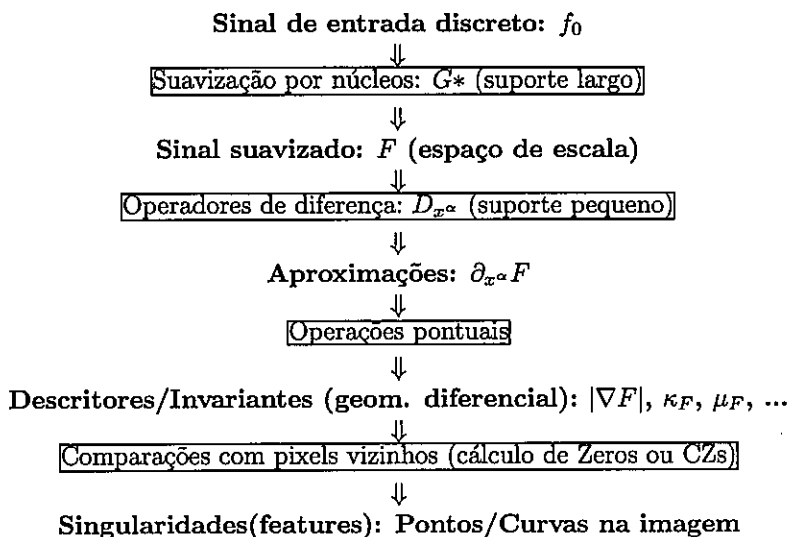 Sinal de entrada discreto: f₀
⇓
Suavização por núcleos: G* (suporte largo)
⇓
Sinal suavizado: F (espaço de escala)
⇓
Operadores de diferença: D_{x^α} (suporte pequeno)
⇓
Aproximações: ∂_{x^α}F
⇓
Operações pontuais
⇓
Descritores/Invariantes (geom. diferencial): |∇F|, κ_F, μ_F, ...
⇓
Comparações com pixels vizinhos (cálculo de Zeros ou CZs)
⇓
Singularidades(features): Pontos/Curvas na imagem